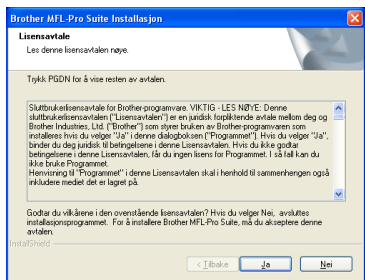 Brother MFL-Pro Suite Installasjon
Lisensavtale
Les denne lisensavtalen nøye.
Trykk PGDN for å vise resten av avtalen.
Sluttbrukerlisensavtale for Brother-programvare. VIKTIG - LES NØYE: Denne
sluttbrukerlisensavtalen ("Lisensavtalen") er en juridisk forpliktende avtale mellom deg og
Brother Industries, Ltd. ("Brother") som styrer bruken av Brother-programvaren som
installeres hvis du velger "Ja" i denne dialogboksen ("Programmet"). Hvis du velger "Ja",
binder du deg juridisk til betingelsene i denne Lisensavtalen. Hvis du ikke godtar
betingelsene i denne Lisensavtalen, får du ingen lisens for Programmet. I så fall kan du
ikke bruke Programmet.
Henvisning til "Programmet" i denne Lisensavtalen skal i henhold til sammenhengen også
inkludere mediet det er lagret på.
Godtar du vilkårene i den ovenstående lisensavtalen? Hvis du velger Nei, avsluttes
installasjonsprogrammet. For å installere Brother MFL-Pro Suite, må du akseptere denne
avtalen.
InstallShield
< Tilbake Ja Nei